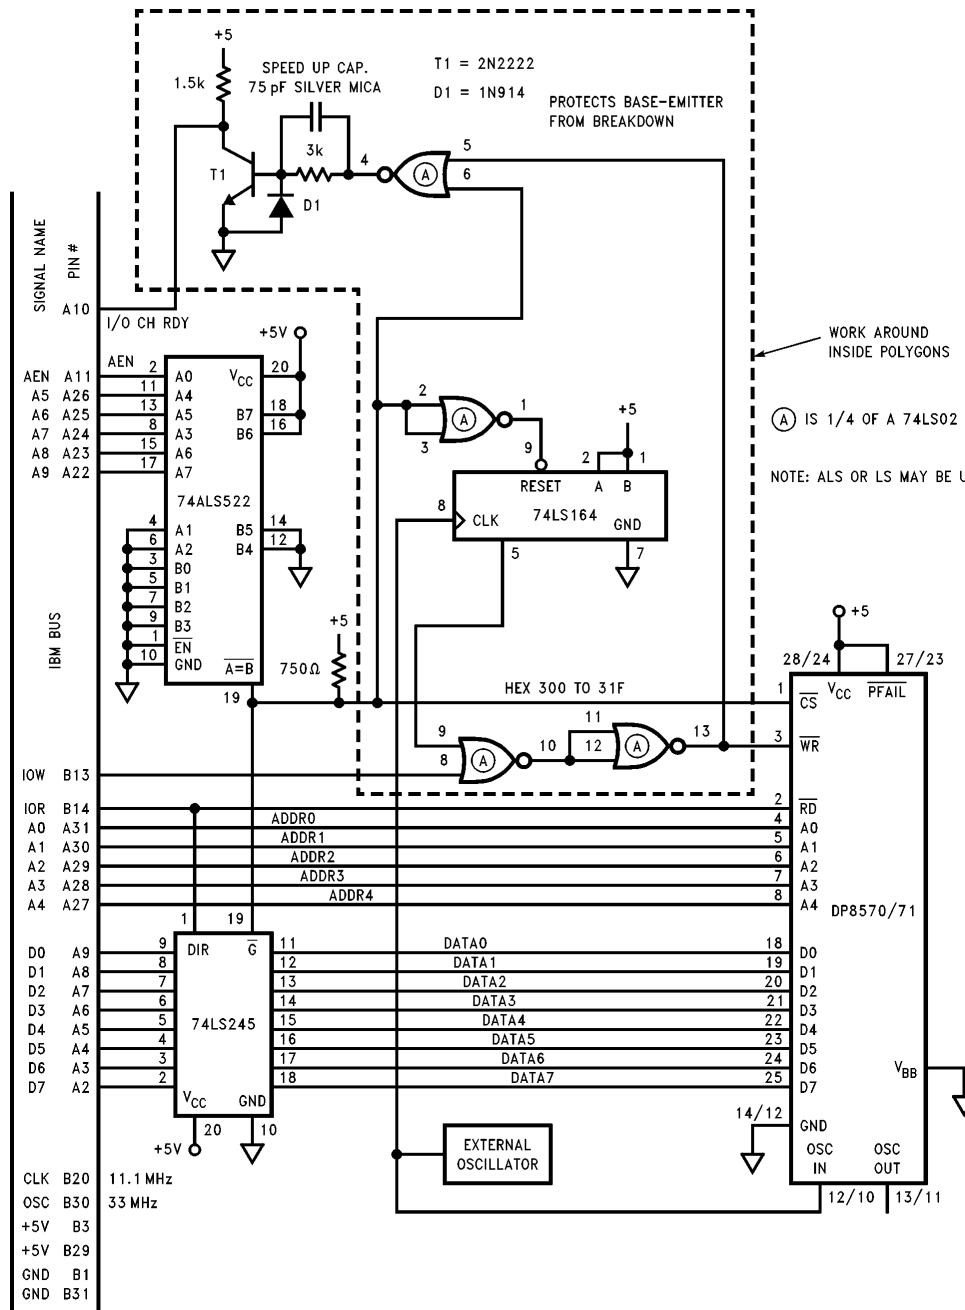 +5
1.5k
SPEED UP CAP.
75 pF SILVER MICA
T1 = 2N2222
D1 = 1N914
PROTECTS BASE-EMITTER
FROM BREAKDOWN
3k
4
A
5
6
T1
D1
SIGNAL NAME
PIN #
A10
I/O CH RDY
+5V
WORK AROUND
INSIDE POLYGONS
A IS 1/4 OF A 74LS02
NOTE: ALS OR LS MAY BE U
AEN
AEN A11 2 A0 VCC 20
A5 A26 11 A4
A6 A25 13 A5 B7 18
A7 A24 8 A3 B6 16
A8 A23 15 A6
A9 A22 17 A7
74ALS522
4 A1 B5 14
6 A2 B4 12
3 B0
5 B1
7 B2
9 B3
1 EN
10 GND
A=B
19
IBM BUS
2
3
A
1
9
+5
2
1
RESET A B
8 CLK 74LS164 GND
5
7
+5
750Ω
HEX 300 TO 31F
+5
28/24 27/23
VCC PFAIL
1 CS
9
8
A
10
11
12
A
13
3 WR
IOW B13
IOR B14 2 RD
A0 A31 ADDR0 4 A0
A1 A30 ADDR1 5 A1
A2 A29 ADDR2 6 A2
A3 A28 ADDR3 7 A3
A4 A27 ADDR4 8 A4
DP8570/71
1 19
DIR G
D0 A9 9 11 DATA0 18 D0
D1 A8 8 12 DATA1 19 D1
D2 A7 7 13 DATA2 20 D2
D3 A6 6 14 DATA3 21 D3
D4 A5 5 15 DATA4 22 D4
D5 A4 4 16 DATA5 23 D5
D6 A3 3 17 DATA6 24 D6
D7 A2 2 18 DATA7 25 D7
74LS245
VCC GND
20 10
+5V
VBB
14/12 GND
EXTERNAL
OSCILLATOR
OSC
IN
OSC
OUT
12/10 13/11
CLK B20 11.1 MHz
OSC B30 33 MHz
+5V B3
+5V B29
GND B1
GND B31